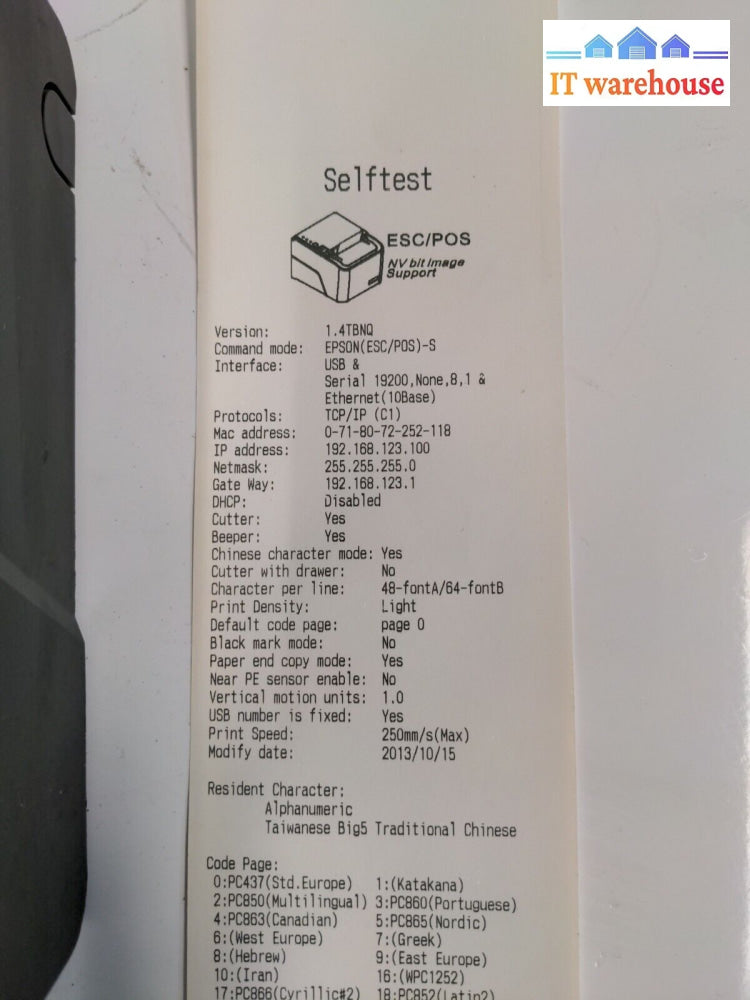 IT warehouse
Selftest
ESC/POS
NV bit image
Support
Version: 1.4TBNQ
Command mode: EPSON(ESC/POS)-S
Interface: USB &
Serial 19200,None,8,1 &
Ethernet(10Base)
Protocols: TCP/IP (C1)
Mac address: 0-71-80-72-252-118
IP address: 192.168.123.100
Netmask: 255.255.255.0
Gate Way: 192.168.123.1
DHCP: Disabled
Cutter: Yes
Beeper: Yes
Chinese character mode: Yes
Cutter with drawer: No
Character per line: 48-fontA/64-fontB
Print Density: Light
Default code page: page 0
Black mark mode: No
Paper end copy mode: Yes
Near PE sensor enable: No
Vertical motion units: 1.0
USB number is fixed: Yes
Print Speed: 250mm/s(Max)
Modify date: 2013/10/15
Resident Character:
Alphanumeric
Taiwanese Big5 Traditional Chinese
Code Page:
0:PC437(Std.Europe) 1:(Katakana)
2:PC850(Multilingual) 3:PC860(Portuguese)
4:PC863(Canadian) 5:PC865(Nordic)
6:(West Europe) 7:(Greek)
8:(Hebrew) 9:(East Europe)
10:(Iran) 16:(WPC1252)
17:PC866(Cyrillic#2) 18:PC852(Latin2)